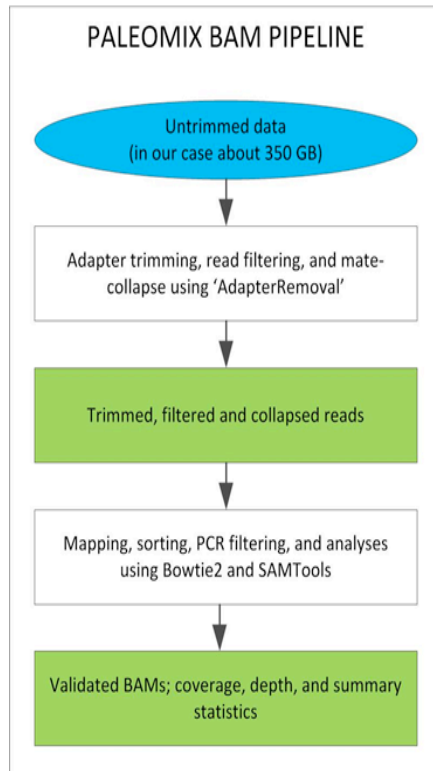 PALEOMIX BAM PIPELINE
Untrimmed data
(in our case about 350 GB)
Adapter trimming, read filtering, and mate-
collapse using ‘AdapterRemoval’
Trimmed, filtered and collapsed reads
Mapping, sorting, PCR filtering, and analyses
using Bowtie2 and SAMTools
Validated BAMs; coverage, depth, and summary
statistics